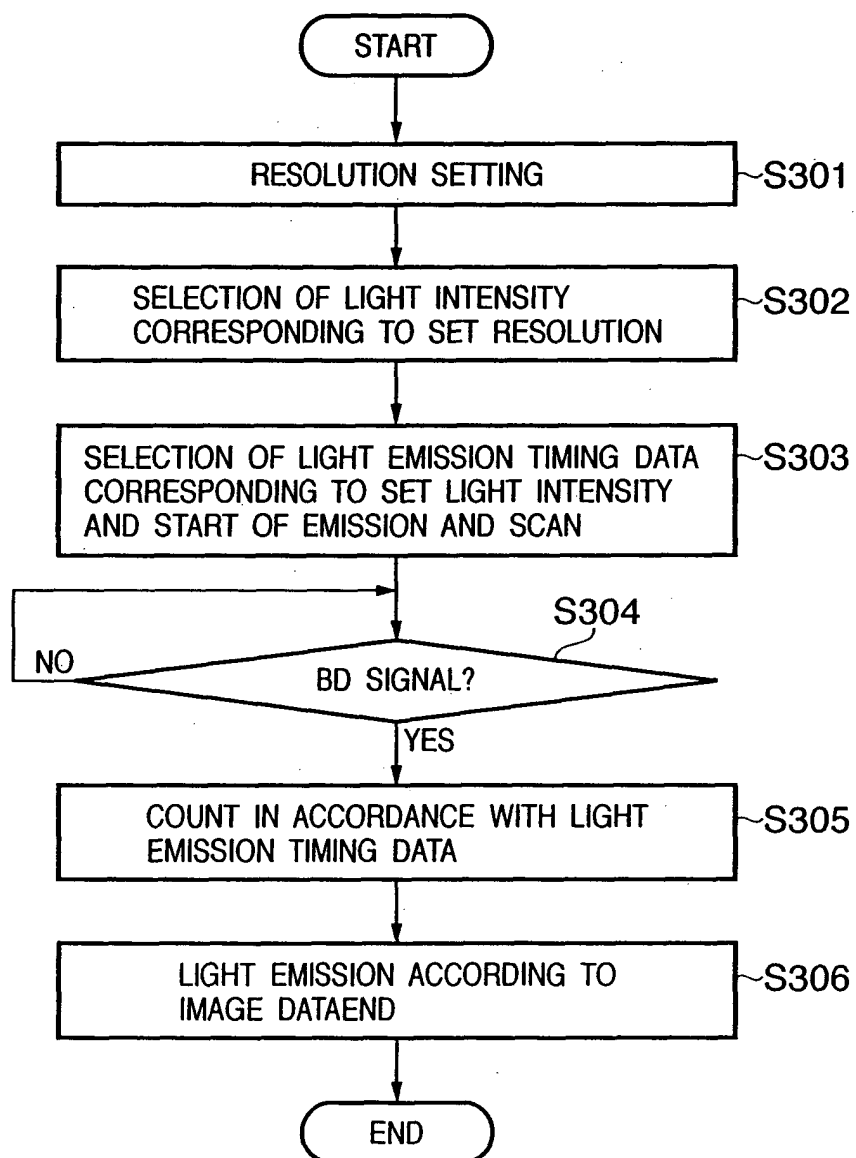 START
RESOLUTION SETTING
S301
SELECTION OF LIGHT INTENSITY
CORRESPONDING TO SET RESOLUTION
S302
SELECTION OF LIGHT EMISSION TIMING DATA
CORRESPONDING TO SET LIGHT INTENSITY
AND START OF EMISSION AND SCAN
S303
S304
NO
BD SIGNAL?
YES
COUNT IN ACCORDANCE WITH LIGHT
EMISSION TIMING DATA
S305
LIGHT EMISSION ACCORDING TO
IMAGE DATAEND
S306
END